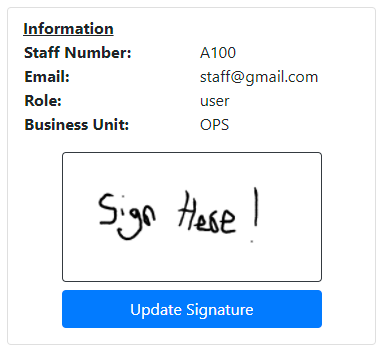 Information
Staff Number: A100
Email: staff@gmail.com
Role: user
Business Unit: OPS
Sign Here!
Update Signature